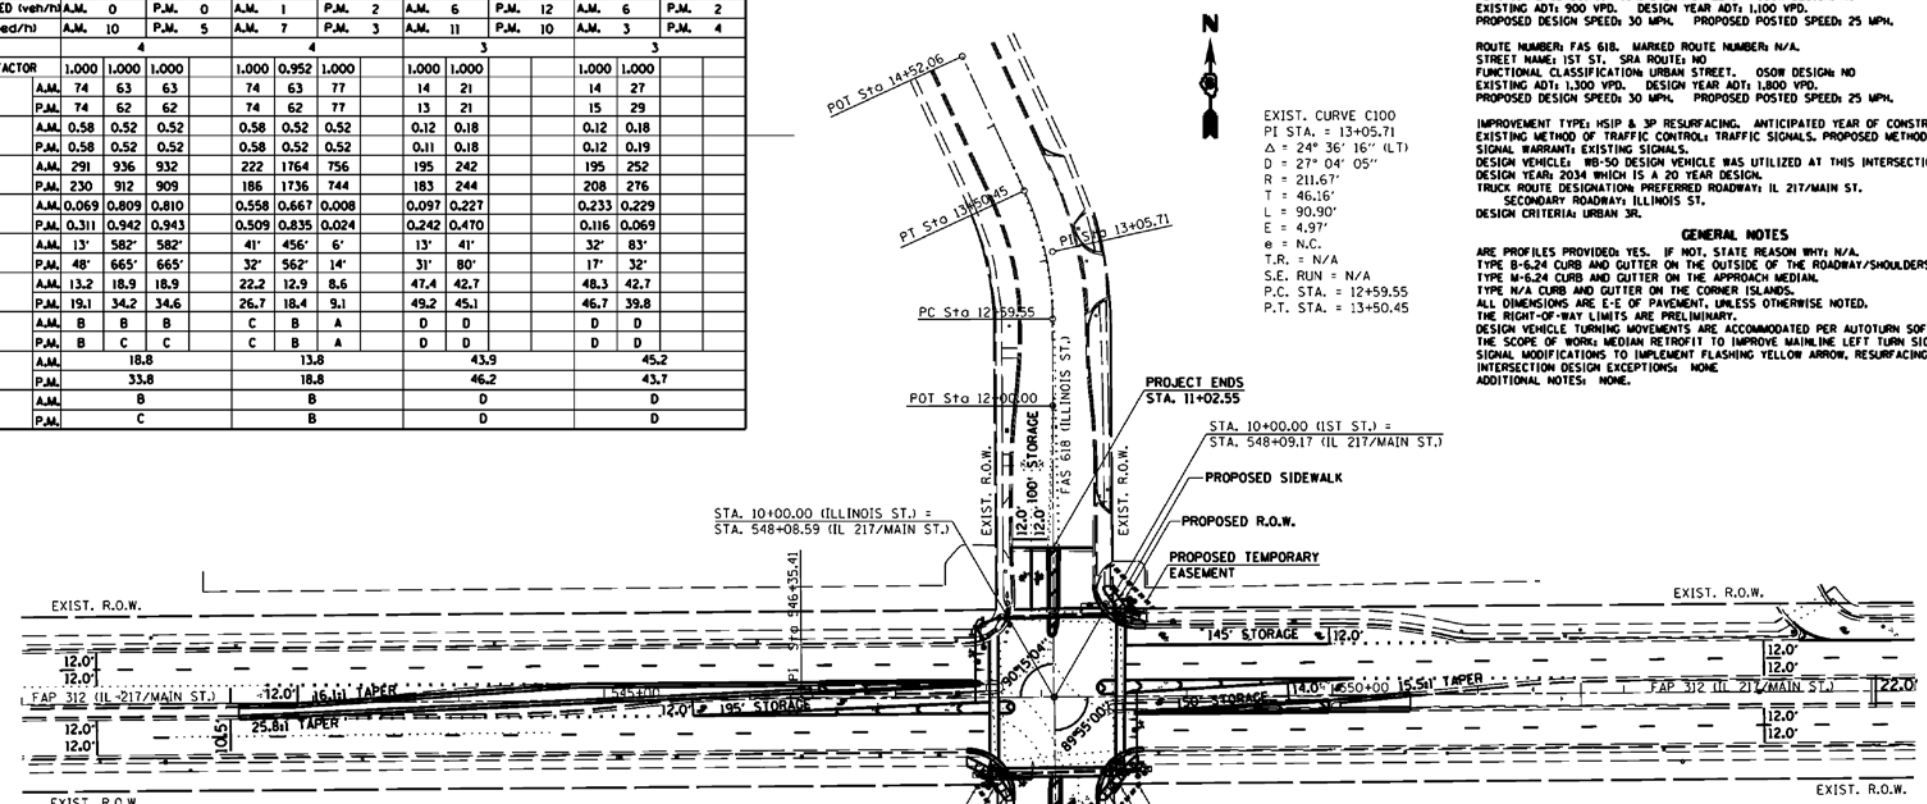 ED (veh/h) A.M. 0 P.M. 0 A.M. 1 P.M. 2 A.M. 6 P.M. 12 A.M. 6 P.M. 2
ed/h) A.M. 10 P.M. 5 A.M. 7 P.M. 3 A.M. 11 P.M. 10 A.M. 3 P.M. 4
4 4 3 3
ACTOR 1.000 1.000 1.000 1.000 0.952 1.000 1.000 1.000 1.000 1.000
A.M. 74 63 63 74 63 77 14 21 14 27
P.M. 74 62 62 74 62 77 13 21 15 29
A.M. 0.58 0.52 0.52 0.58 0.52 0.52 0.12 0.18 0.12 0.18
P.M. 0.58 0.52 0.52 0.58 0.52 0.52 0.11 0.18 0.12 0.19
A.M. 291 936 932 222 1764 756 195 242 195 252
P.M. 230 912 909 186 1736 744 183 244 208 276
A.M. 0.069 0.809 0.810 0.558 0.667 0.008 0.097 0.227 0.233 0.229
P.M. 0.311 0.942 0.943 0.509 0.835 0.024 0.242 0.470 0.116 0.069
A.M. 13' 582' 582' 41' 456' 6' 13' 41' 32' 83'
P.M. 48' 665' 665' 32' 562' 14' 31' 80' 17' 32'
A.M. 13.2 18.9 18.9 22.2 12.9 8.6 47.4 42.7 48.3 42.7
P.M. 19.1 34.2 34.6 26.7 18.4 9.1 49.2 45.1 46.7 39.8
A.M. B B B C B A D D D D
P.M. B C C C B A D D D D
A.M. 18.8 13.8 43.9 45.2
P.M. 33.8 18.8 46.2 43.7
A.M. B B D D
P.M. C B D D
N
POT Sta 14+52.06
PT Sta 13+50.45
PI Sta 13+05.71
PC Sta 12+59.55
POT Sta 12+00.00
EXIST. CURVE C100
PI STA. = 13+05.71
Δ = 24° 36' 16" (LT)
D = 27° 04' 05"
R = 211.67'
T = 46.16'
L = 90.90'
E = 4.97'
e = N.C.
T.R. = N/A
S.E. RUN = N/A
P.C. STA. = 12+59.55
P.T. STA. = 13+50.45
EXISTING ADT: 900 VPD. DESIGN YEAR ADT: 1,100 VPD.
PROPOSED DESIGN SPEED: 30 MPH. PROPOSED POSTED SPEED: 25 MPH.
ROUTE NUMBER: FAS 618. MARKED ROUTE NUMBER: N/A.
STREET NAME: 1ST ST. SRA ROUTE: NO
FUNCTIONAL CLASSIFICATION: URBAN STREET. OSOW DESIGN: NO
EXISTING ADT: 1,300 VPD. DESIGN YEAR ADT: 1,800 VPD.
PROPOSED DESIGN SPEED: 30 MPH. PROPOSED POSTED SPEED: 25 MPH.
IMPROVEMENT TYPE: HSIP & 3P RESURFACING. ANTICIPATED YEAR OF CONSTR
EXISTING METHOD OF TRAFFIC CONTROL: TRAFFIC SIGNALS. PROPOSED METHOD
SIGNAL WARRANT: EXISTING SIGNALS.
DESIGN VEHICLE: WB-50 DESIGN VEHICLE WAS UTILIZED AT THIS INTERSECTI
DESIGN YEAR: 2034 WHICH IS A 20 YEAR DESIGN.
TRUCK ROUTE DESIGNATION: PREFERRED ROADWAY: IL 217/MAIN ST.
SECONDARY ROADWAY: ILLINOIS ST.
DESIGN CRITERIA: URBAN 3R.
GENERAL NOTES
ARE PROFILES PROVIDED: YES. IF NOT, STATE REASON WHY: N/A.
TYPE B-6.24 CURB AND GUTTER ON THE OUTSIDE OF THE ROADWAY/SHOULDERS
TYPE M-6.24 CURB AND GUTTER ON THE APPROACH MEDIAN.
TYPE N/A CURB AND GUTTER ON THE CORNER ISLANDS.
ALL DIMENSIONS ARE E-E OF PAVEMENT, UNLESS OTHERWISE NOTED.
THE RIGHT-OF-WAY LIMITS ARE PRELIMINARY.
DESIGN VEHICLE TURNING MOVEMENTS ARE ACCOMMODATED PER AUTOTURN SOF
THE SCOPE OF WORK: MEDIAN RETROFIT TO IMPROVE MAINLINE LEFT TURN SIG
SIGNAL MODIFICATIONS TO IMPLEMENT FLASHING YELLOW ARROW, RESURFACING
INTERSECTION DESIGN EXCEPTIONS: NONE
ADDITIONAL NOTES: NONE.
PROJECT ENDS
STA. 11+02.55
STA. 10+00.00 (1ST ST.) =
STA. 548+09.17 (IL 217/MAIN ST.)
PROPOSED SIDEWALK
PROPOSED R.O.W.
PROPOSED TEMPORARY
EASEMENT
EXIST. R.O.W.
12.0'
12.0'
100' STORAGE
FAS 618 (ILLINOIS ST.)
EXIST. R.O.W.
STA. 10+00.00 (ILLINOIS ST.) =
STA. 548+08.59 (IL 217/MAIN ST.)
PI Sta 546+35.41
EXIST. R.O.W.
EXIST. R.O.W.
145' STORAGE 12.0'
12.0'
12.0'
12.0'
12.0'
90°15'04"
89°55'00"
FAP 312 (IL 217/MAIN ST.) 12.0' 16.1:1 TAPER 545+00
14.0' 550+00 15.5:1 TAPER FAP 312 (IL 217/MAIN ST.) 22.0'
12.0' 195' STORAGE
150' STORAGE
25.8:1 TAPER
10.5'
12.0'
12.0'
12.0'
12.0'
EXIST. R.O.W.
EXIST. R.O.W.